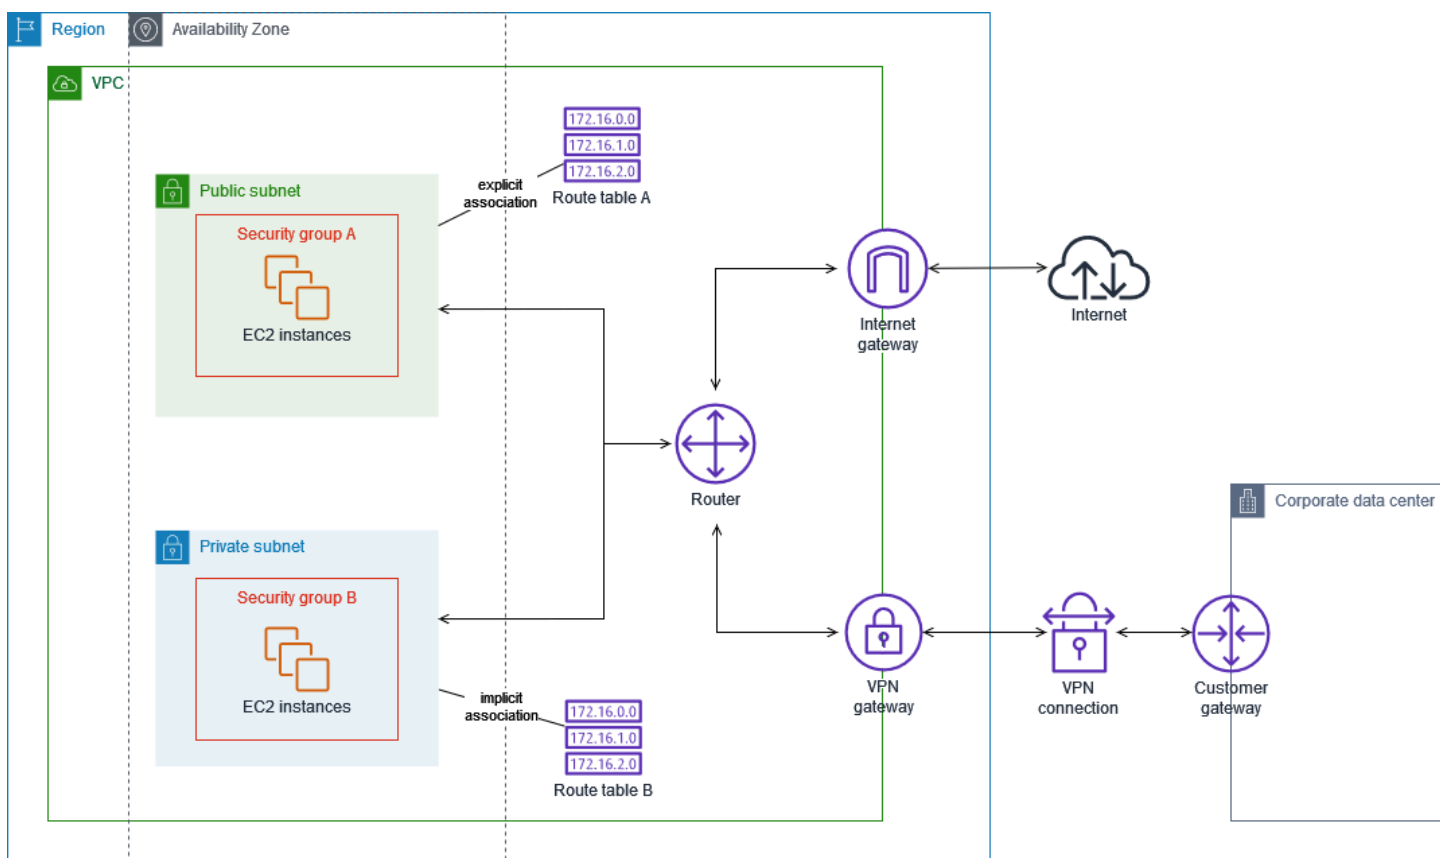 Region
Availability Zone
VPC
172.16.0.0
172.16.1.0
172.16.2.0
Route table A
explicit
association
Public subnet
Security group A
EC2 instances
Internet
gateway
Internet
Router
Corporate data center
Private subnet
Security group B
EC2 instances
VPN
gateway
VPN
connection
Customer
gateway
implicit
association
172.16.0.0
172.16.1.0
172.16.2.0
Route table B